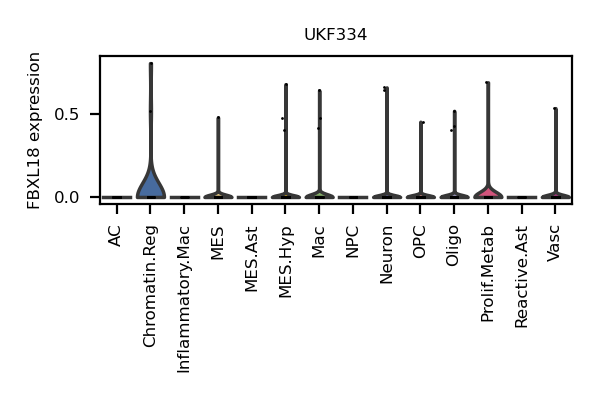 UKF334
FBXL18 expression
0.5
0.0
AC
Chromatin.Reg
Inflammatory.Mac
MES
MES.Ast
MES.Hyp
Mac
NPC
Neuron
OPC
Oligo
Prolif.Metab
Reactive.Ast
Vasc